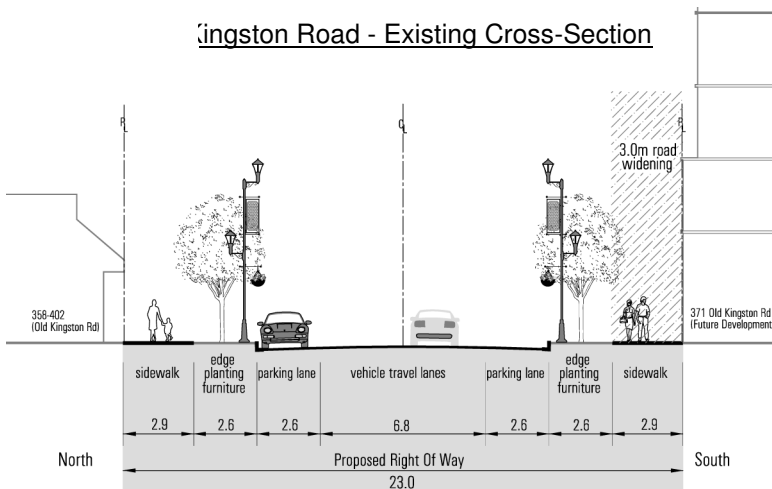 Kingston Road - Existing Cross-Section
PL
CL
PL
3.0m road
widening
358-402
(Old Kingston Rd)
371 Old Kingston Rd
(Future Development
sidewalk
edge
planting
furniture
parking lane
vehicle travel lanes
parking lane
edge
planting
furniture
sidewalk
2.9
2.6
2.6
6.8
2.6
2.6
2.9
North
Proposed Right Of Way
South
23.0